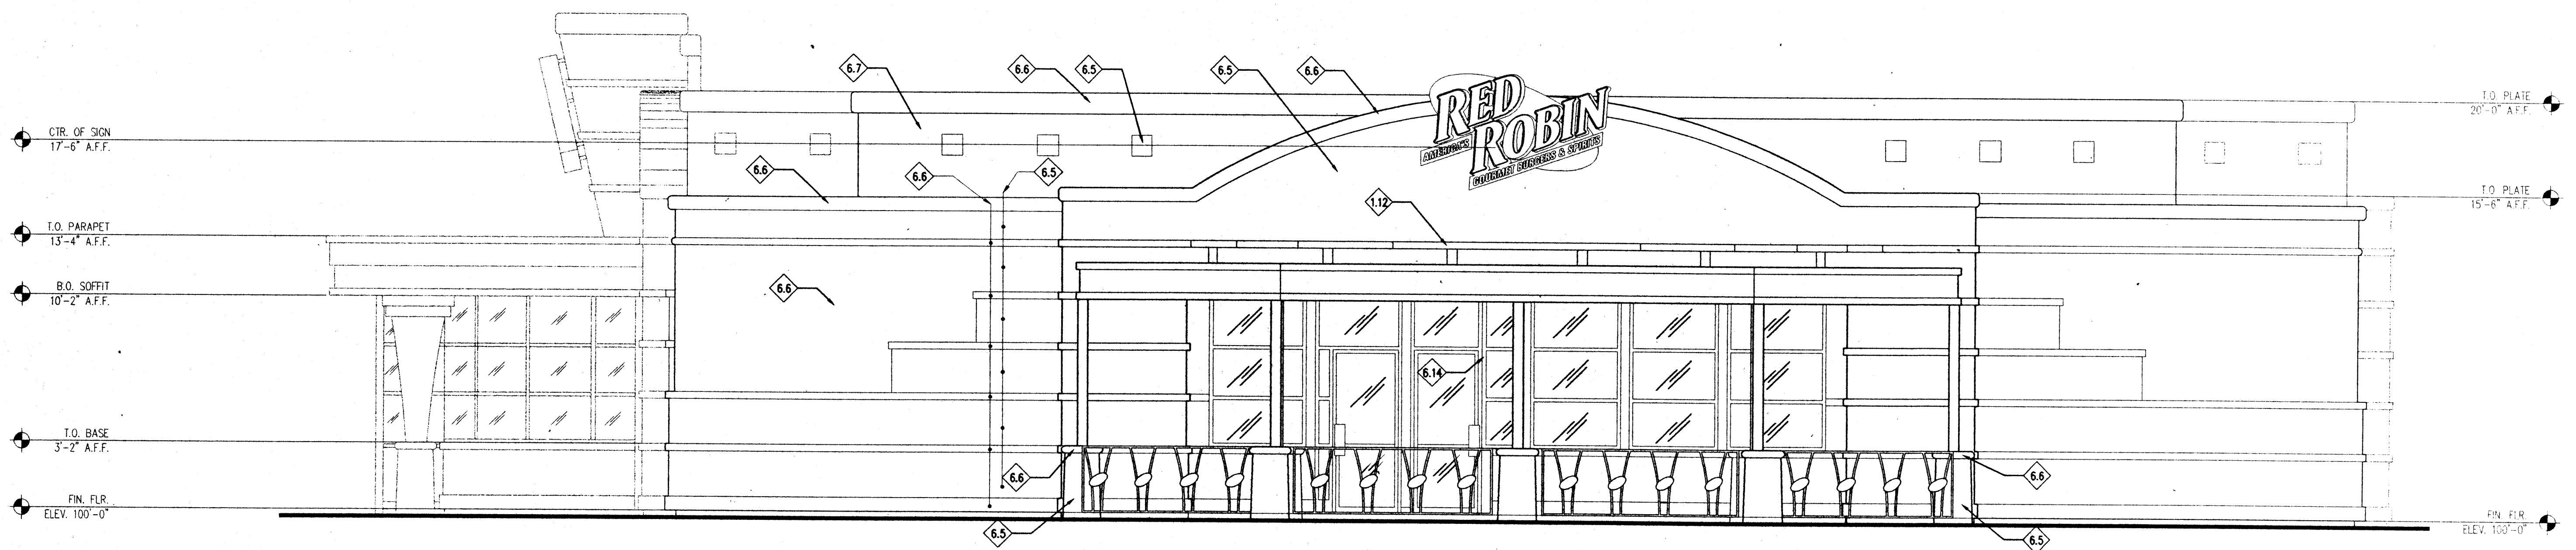 6.7
6.6
6.5
6.5
6.6
RED
ROBIN
AMERICA'S
GOURMET BURGERS & SPIRITS
CTR. OF SIGN
17'-6" A.F.F.
T.O. PLATE
20'-0" A.F.F.
6.6
6.6
6.5
1.12
T.O PLATE
15'-6" A.F.F.
T.O. PARAPET
13'-4" A.F.F.
B.O. SOFFIT
10'-2" A.F.F.
6.6
6.14
T.O. BASE
3'-2" A.F.F.
6.6
6.6
FIN. FLR.
ELEV. 100'-0"
6.5
6.5
FIN. FLR.
ELEV. 100'-0"